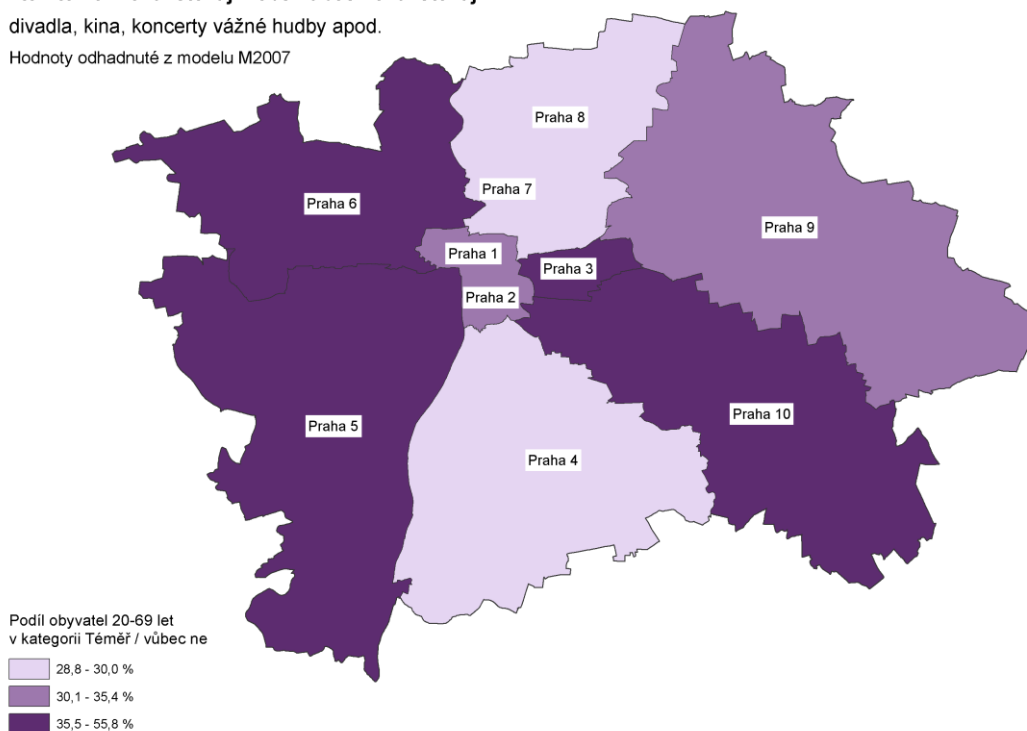 divadla, kina, koncerty vážné hudby apod.
Hodnoty odhadnuté z modelu M2007
Praha 8
Praha 7
Praha 6
Praha 9
Praha 1
Praha 3
Praha 2
Praha 5
Praha 10
Praha 4
Podíl obyvatel 20-69 let
v kategorii Téměř / vůbec ne
28,8 - 30,0 %
30,1 - 35,4 %
35,5 - 55,8 %